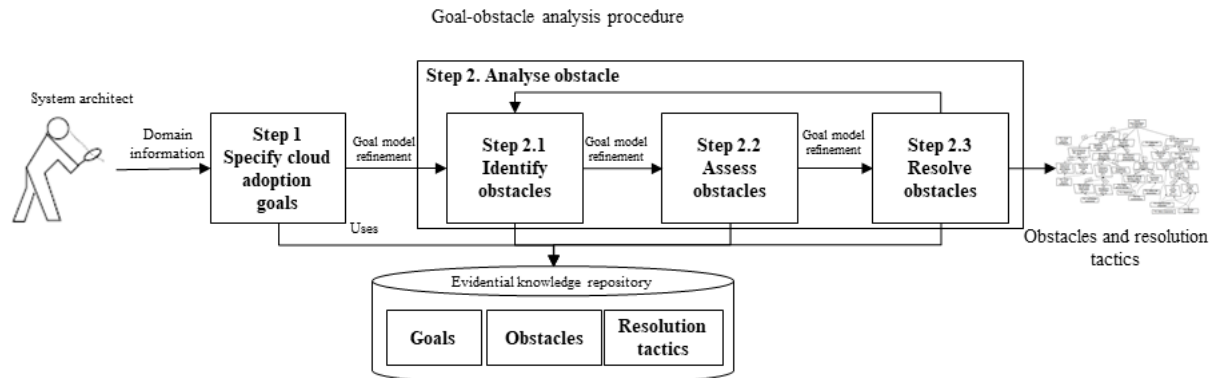 Goal-obstacle analysis procedure
Step 2. Analyse obstacle
System architect
Domain
information
Step 1
Specify cloud
adoption
goals
Goal model
refinement
Step 2.1
Identify
obstacles
Goal model
refinement
Step 2.2
Assess
obstacles
Goal model
refinement
Step 2.3
Resolve
obstacles
Uses
Obstacles and resolution
tactics
Evidential knowledge repository
Goals
Obstacles
Resolution
tactics